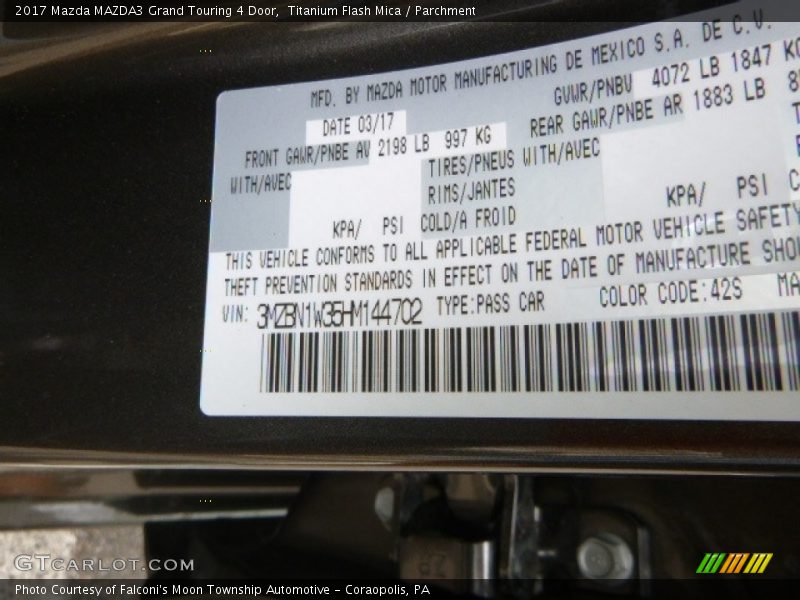 2017 Mazda MAZDA3 Grand Touring 4 Door,  Titanium Flash Mica / Parchment
MFD. BY MAZDA MOTOR MANUFACTURING DE MEXICO S.A. DE C.V.
DATE 03/17 GVWR/PNBV 4072 LB 1847 KG
FRONT GAWR/PNBE AV 2198 LB 997 KG REAR GAWR/PNBE AR 1883 LB
WITH/AVEC TIRES/PNEUS WITH/AVEC
RIMS/JANTES
KPA/ PSI COLD/A FROID KPA/ PSI
THIS VEHICLE CONFORMS TO ALL APPLICABLE FEDERAL MOTOR VEHICLE SAFETY
THEFT PREVENTION STANDARDS IN EFFECT ON THE DATE OF MANUFACTURE SHO
VIN: 3MZBN1W35HM144702 TYPE:PASS CAR COLOR CODE:42S MA
28
GTCARLOT.COM
Photo Courtesy of Falconi's Moon Township Automotive – Coraopolis, PA